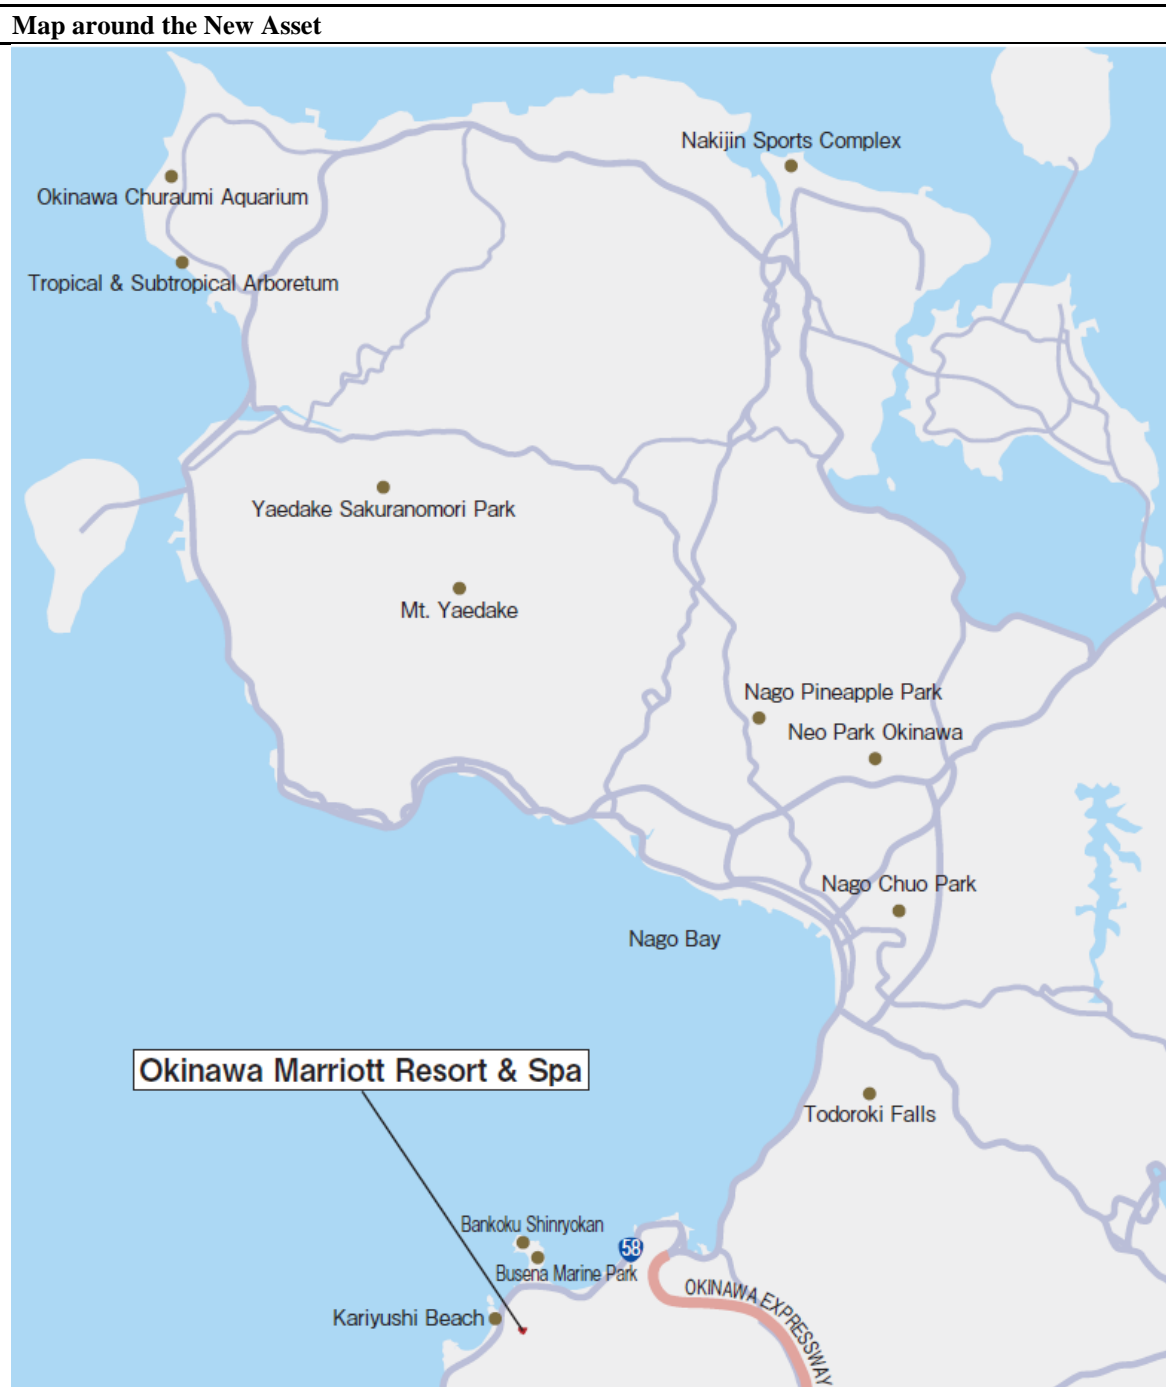 Map around the New Asset
Nakijin Sports Complex
Okinawa Churaumi Aquarium
Tropical & Subtropical Arboretum
Yaedake Sakuranomori Park
Mt. Yaedake
Nago Pineapple Park
Neo Park Okinawa
Nago Chuo Park
Nago Bay
Okinawa Marriott Resort & Spa
Todoroki Falls
Bankoku Shinryokan
58
Busena Marine Park
OKINAWA EXPRESSWAY
Kariyushi Beach